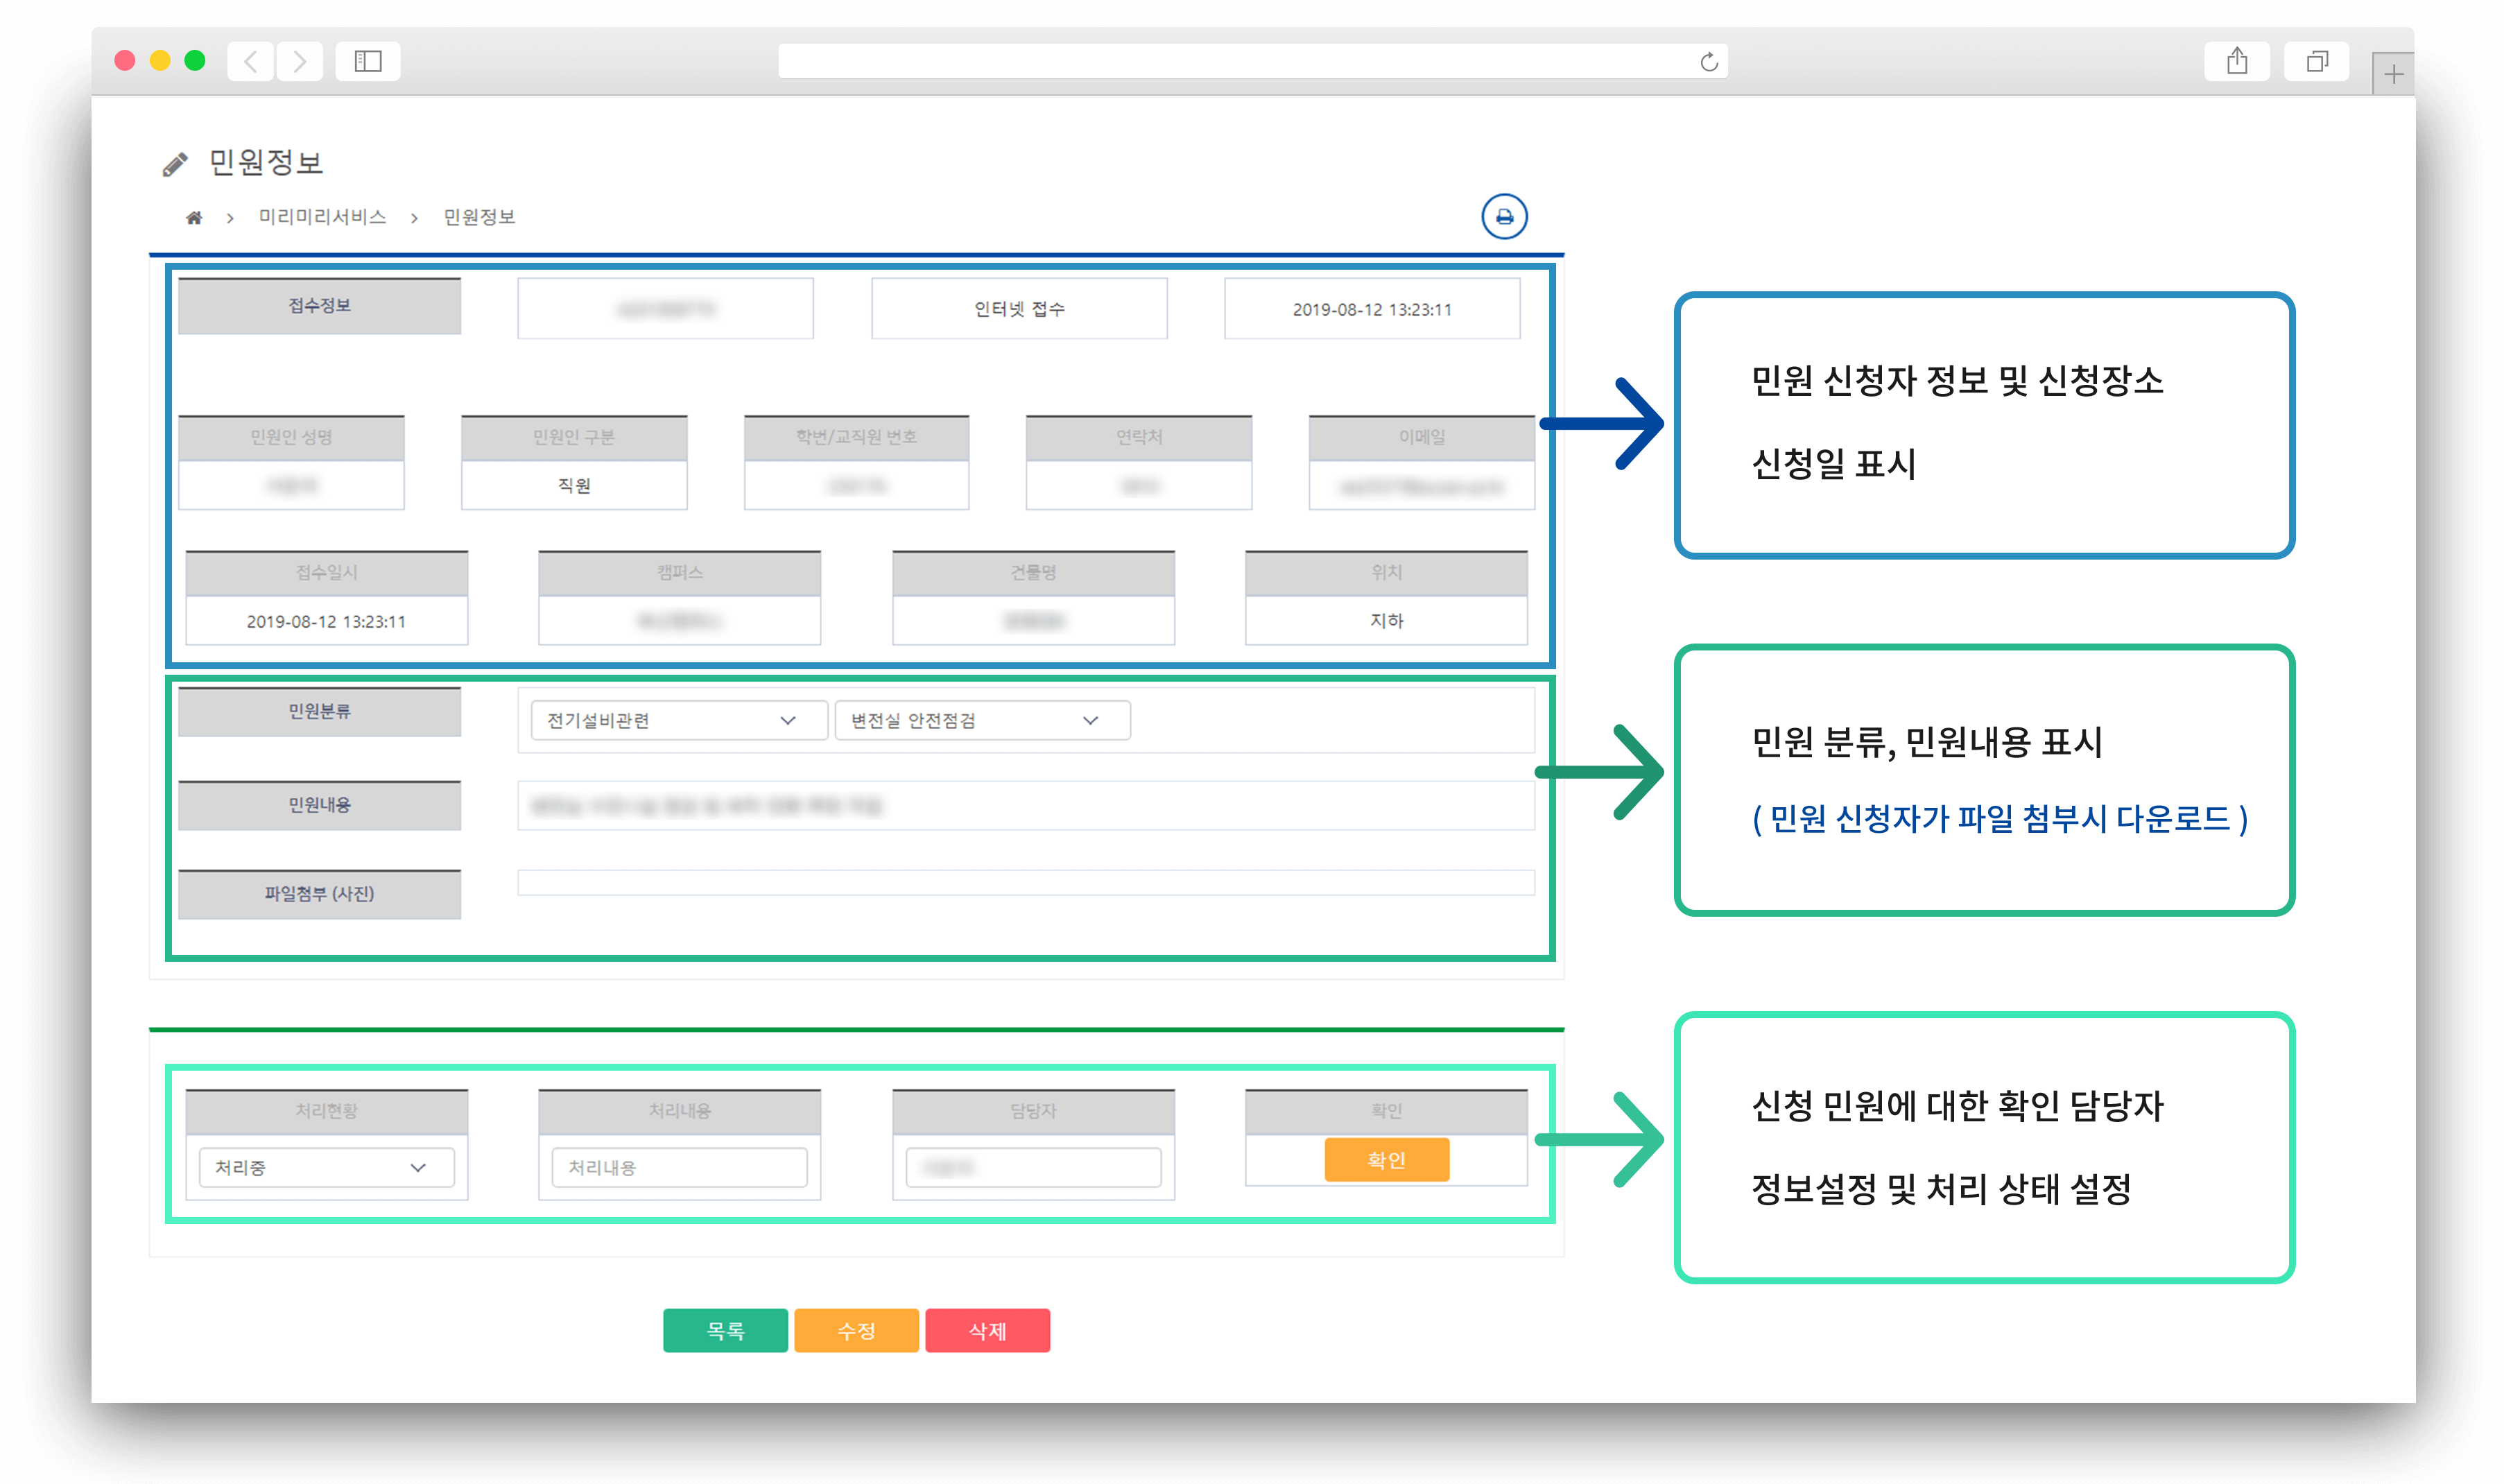 민원정보
미리미리서비스 > 민원정보
접수정보 인터넷 접수 2019-08-12 13:23:11
민원인 성명 민원인 구분 학번/교직원 번호 연락처 이메일
직원
접수일시 캠퍼스 건물명 위치
2019-08-12 13:23:11 지하
민원분류 전기설비관련 변전실 안전점검
민원내용
파일첨부 (사진)
처리현황 처리내용 담당자 확인
처리중 처리내용 확인
목록 수정 삭제
민원 신청자 정보 및 신청장소
신청일 표시
민원 분류, 민원내용 표시
( 민원 신청자가 파일 첨부시 다운로드 )
신청 민원에 대한 확인 담당자
정보설정 및 처리 상태 설정